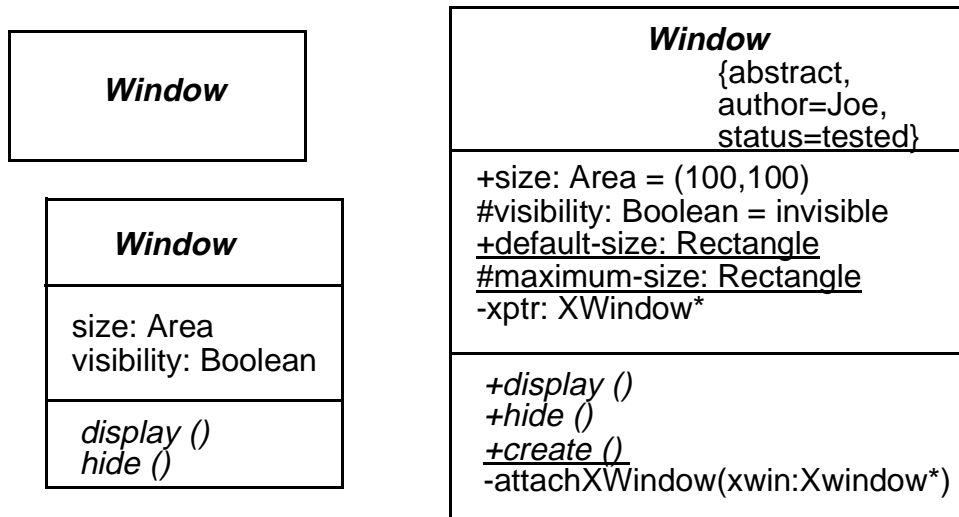 Window
Window
size: Area
visibility: Boolean
display ()
hide ()
Window
{abstract,
author=Joe,
status=tested}
+size: Area = (100,100)
#visibility: Boolean = invisible
+default-size: Rectangle
#maximum-size: Rectangle
-xptr: XWindow*
+display ()
+hide ()
+create ()
-attachXWindow(xwin:Xwindow*)